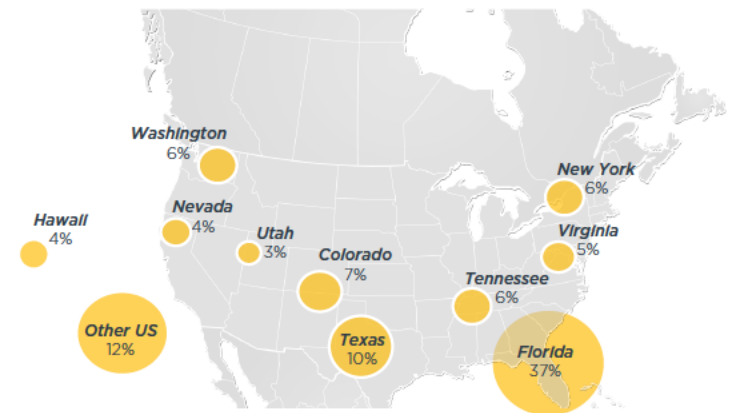 Washington
6%
New York
6%
Nevada
4%
Hawaii
4%
Utah
3%
Virginia
5%
Colorado
7%
Tennessee
6%
Other US
12%
Texas
10%
Florida
37%